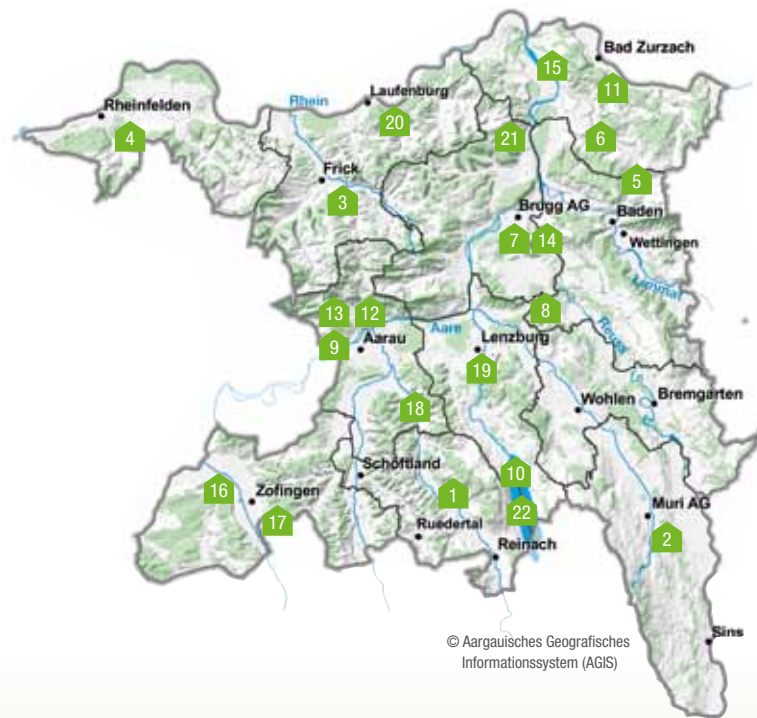 Bad Zurzach
15
11
Laufenburg
Rhein
Rheinfelden
20
4
21
6
Frick
5
3
Brugg AG
Baden
7
14
Wettingen
Limmat
13
12
8
Aare
Reuss
9
Aarau
Lenzburg
19
18
Wohlen
Bremgarten
Schöftland
10
16
Zofingen
1
Muri AG
17
22
Ruedertal
2
Reinach
Sins
© Aargauisches Geografisches
Informationssystem (AGIS)